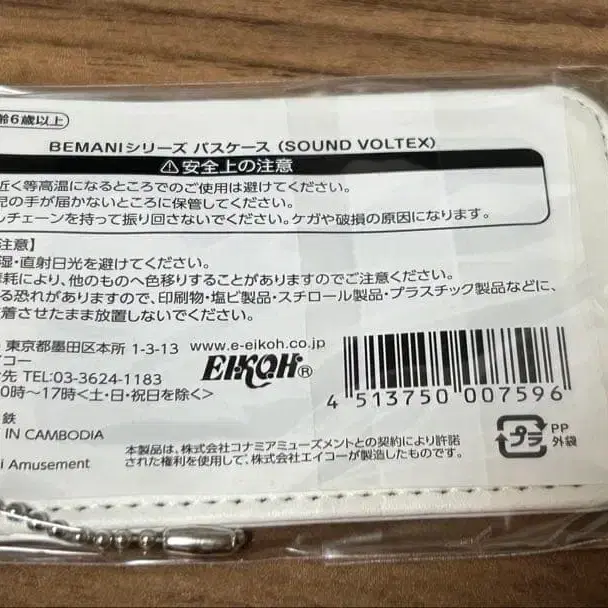 齢6歳以上
BEMANIシリーズ パスケース (SOUND VOLTEX)
⚠安全上の注意
近く等高温になるところでのご使用は避けてください。
児の手が届かないところに保管してください。
ルチェーンを持って振り回さないでください。ケガや破損の原因になります。
注意】
湿・直射日光を避けてください。
摩耗により、他のものへ色移りすることがありますのでご注意ください。
る恐れがありますので、印刷物・塩ビ製品・スチロール製品・プラスチック製品などに、
着させたまま放置しないでください。
東京都墨田区本所 1-3-13
イコー
先 TEL:03-3624-1183
0時～17時<土・日・祝日を除く>
e-eikoh.co.jp
EIKOH®
4 513750 007596
鉄
IN CAMBODIA
i Amusement
本製品は、株式会社コナミアミューズメントとの契約により許諾
された権利を使用して、株式会社エイコーが製造したものです。
プラ
PP
外袋